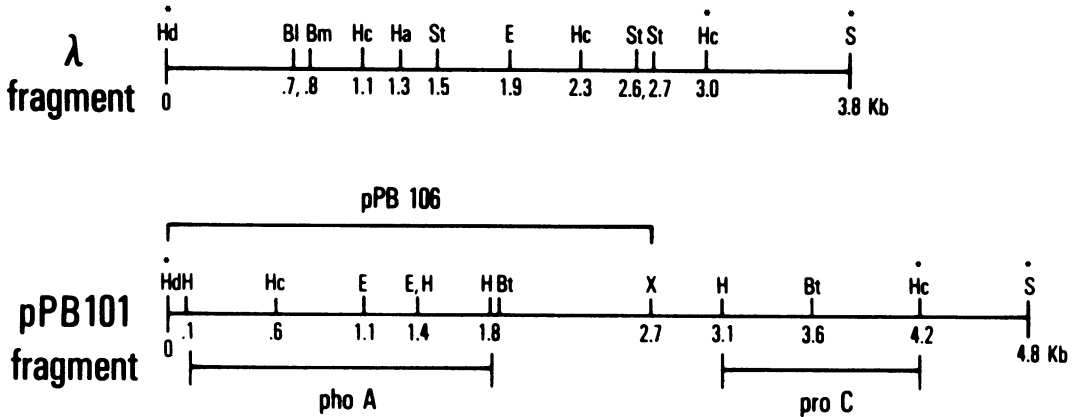 * * *
Hd Bl Bm Hc Ha St E Hc St St Hc S
λ fragment
0 .7, .8 1.1 1.3 1.5 1.9 2.3 2.6, 2.7 3.0 3.8 Kb
pPB 106
Hd H Hc E E, H H Bt X H Bt Hc S
pPB101 fragment
0 .1 .6 1.1 1.4 1.8 2.7 3.1 3.6 4.2 4.8 Kb
pho A pro C